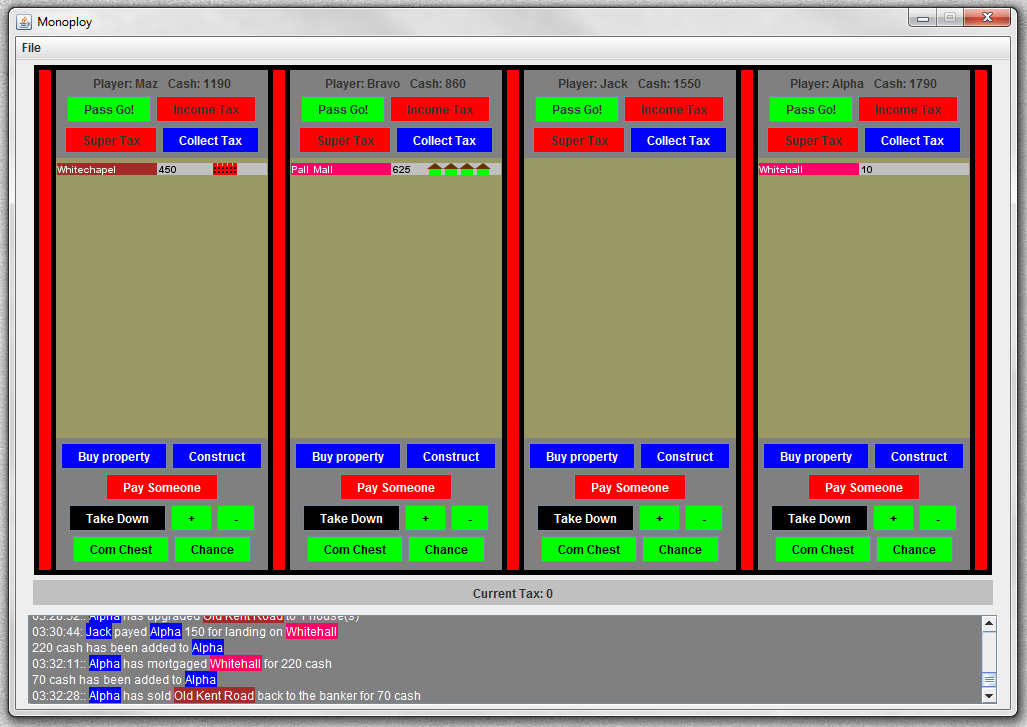 Monoploy
File
Player: Maz Cash: 1190
Pass Go! Income Tax
Super Tax Collect Tax
Whitechapel 450
Buy property Construct
Pay Someone
Take Down + -
Com Chest Chance
Player: Bravo Cash: 860
Pass Go! Income Tax
Super Tax Collect Tax
Pall Mall 625
Buy property Construct
Pay Someone
Take Down + -
Com Chest Chance
Player: Jack Cash: 1550
Pass Go! Income Tax
Super Tax Collect Tax
Buy property Construct
Pay Someone
Take Down + -
Com Chest Chance
Player: Alpha Cash: 1790
Pass Go! Income Tax
Super Tax Collect Tax
Whitehall 10
Buy property Construct
Pay Someone
Take Down + -
Com Chest Chance
Current Tax: 0
Alpha has upgraded Old Kent Road to 1 house(s)
03:30:44: Jack payed Alpha 150 for landing on Whitehall
220 cash has been added to Alpha
03:32:11:: Alpha has mortgaged Whitehall for 220 cash
70 cash has been added to Alpha
03:32:28:: Alpha has sold Old Kent Road back to the banker for 70 cash